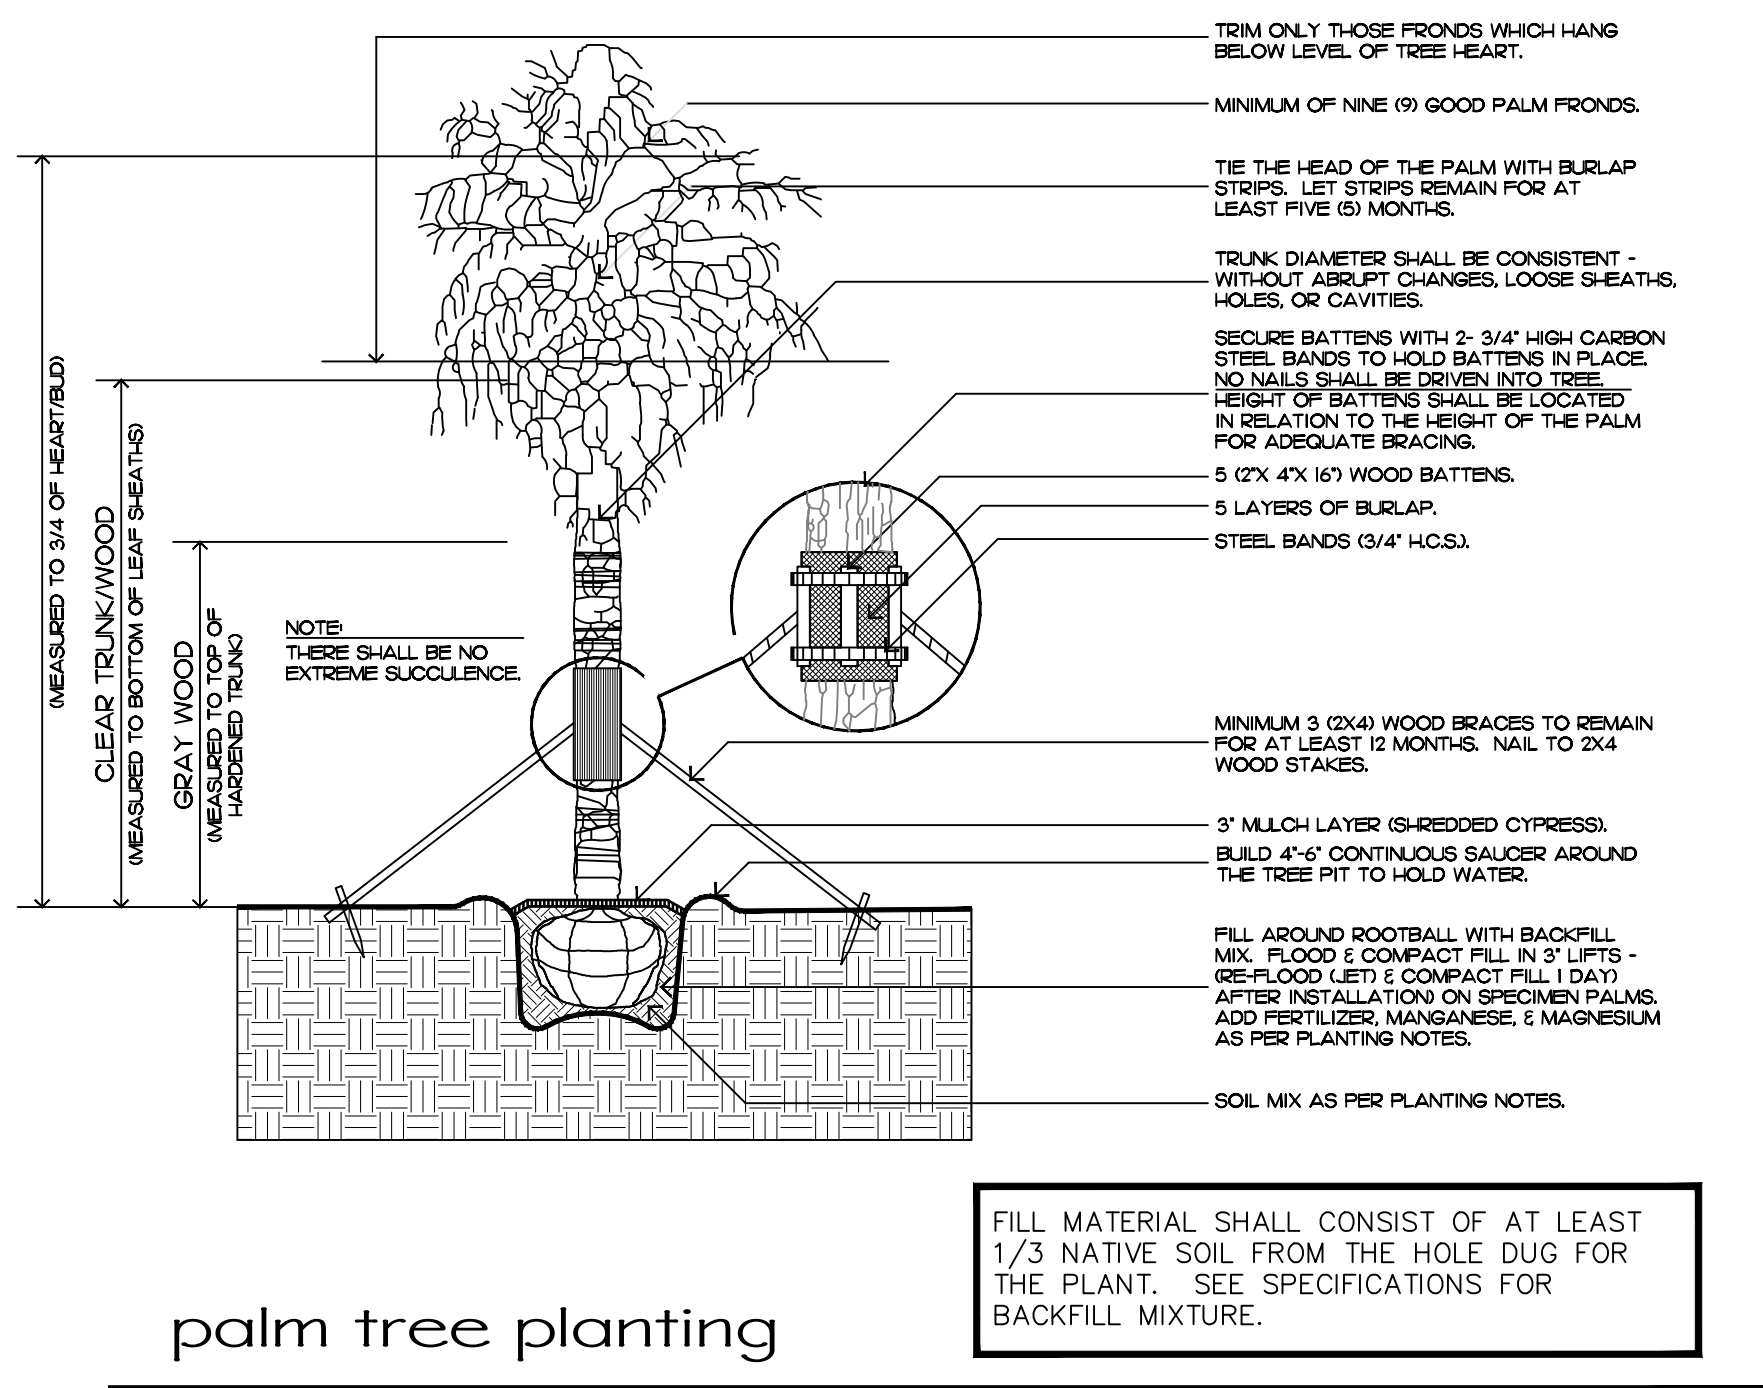 TRIM ONLY THOSE FRONDS WHICH HANG
BELOW LEVEL OF TREE HEART.
MINIMUM OF NINE (9) GOOD PALM FRONDS.
TIE THE HEAD OF THE PALM WITH BURLAP
STRIPS. LET STRIPS REMAIN FOR AT
LEAST FIVE (5) MONTHS.
TRUNK DIAMETER SHALL BE CONSISTENT -
WITHOUT ABRUPT CHANGES, LOOSE SHEATHS,
HOLES, OR CAVITIES.
SECURE BATTENS WITH 2- 3/4" HIGH CARBON
STEEL BANDS TO HOLD BATTENS IN PLACE.
NO NAILS SHALL BE DRIVEN INTO TREE.
HEIGHT OF BATTENS SHALL BE LOCATED
IN RELATION TO THE HEIGHT OF THE PALM
FOR ADEQUATE BRACING.
5 (2"X 4"X 16") WOOD BATTENS.
5 LAYERS OF BURLAP.
STEEL BANDS (3/4" H.C.S.).
(MEASURED TO 3/4 OF HEART/BUD)
CLEAR TRUNK/WOOD
(MEASURED TO BOTTOM OF LEAF SHEATHS)
GRAY WOOD
(MEASURED TO TOP OF
HARDENED TRUNK)
NOTE:
THERE SHALL BE NO
EXTREME SUCCULENCE.
MINIMUM 3 (2X4) WOOD BRACES TO REMAIN
FOR AT LEAST 12 MONTHS. NAIL TO 2X4
WOOD STAKES.
3" MULCH LAYER (SHREDDED CYPRESS).
BUILD 4"-6" CONTINUOUS SAUCER AROUND
THE TREE PIT TO HOLD WATER.
FILL AROUND ROOTBALL WITH BACKFILL
MIX. FLOOD & COMPACT FILL IN 3" LIFTS -
(RE-FLOOD (JET) & COMPACT FILL 1 DAY)
AFTER INSTALLATION) ON SPECIMEN PALMS.
ADD FERTILIZER, MANGANESE, & MAGNESIUM
AS PER PLANTING NOTES.
SOIL MIX AS PER PLANTING NOTES.
FILL MATERIAL SHALL CONSIST OF AT LEAST
1/3 NATIVE SOIL FROM THE HOLE DUG FOR
THE PLANT. SEE SPECIFICATIONS FOR
BACKFILL MIXTURE.
palm tree planting